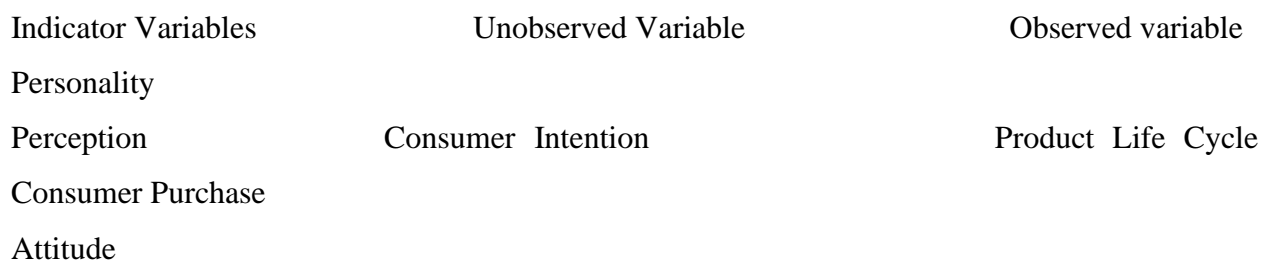 Indicator Variables Unobserved Variable Observed variable
Personality
Perception Consumer Intention Product Life Cycle
Consumer Purchase
Attitude